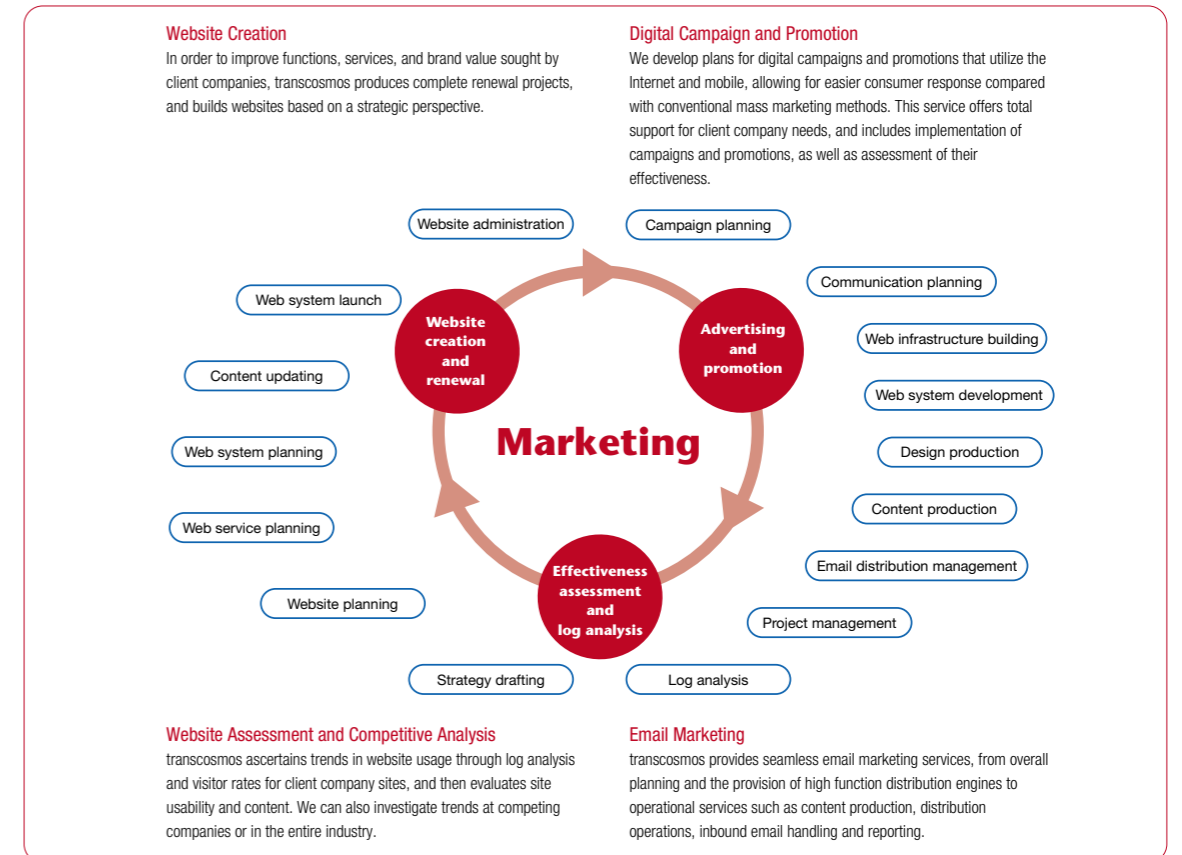 Website Creation
In order to improve functions, services, and brand value sought by
client companies, transcosmos produces complete renewal projects,
and builds websites based on a strategic perspective.
Digital Campaign and Promotion
We develop plans for digital campaigns and promotions that utilize the
Internet and mobile, allowing for easier consumer response compared
with conventional mass marketing methods. This service offers total
support for client company needs, and includes implementation of
campaigns and promotions, as well as assessment of their
effectiveness.
Website administration
Campaign planning
Communication planning
Web system launch
Website
creation
and
renewal
Advertising
and
promotion
Web infrastructure building
Content updating
Web system development
Marketing
Web system planning
Design production
Content production
Web service planning
Email distribution management
Effectiveness
assessment
and
log analysis
Website planning
Project management
Strategy drafting
Log analysis
Website Assessment and Competitive Analysis
transcosmos ascertains trends in website usage through log analysis
and visitor rates for client company sites, and then evaluates site
usability and content. We can also investigate trends at competing
companies or in the entire industry.
Email Marketing
transcosmos provides seamless email marketing services, from overall
planning and the provision of high function distribution engines to
operational services such as content production, distribution
operations, inbound email handling and reporting.